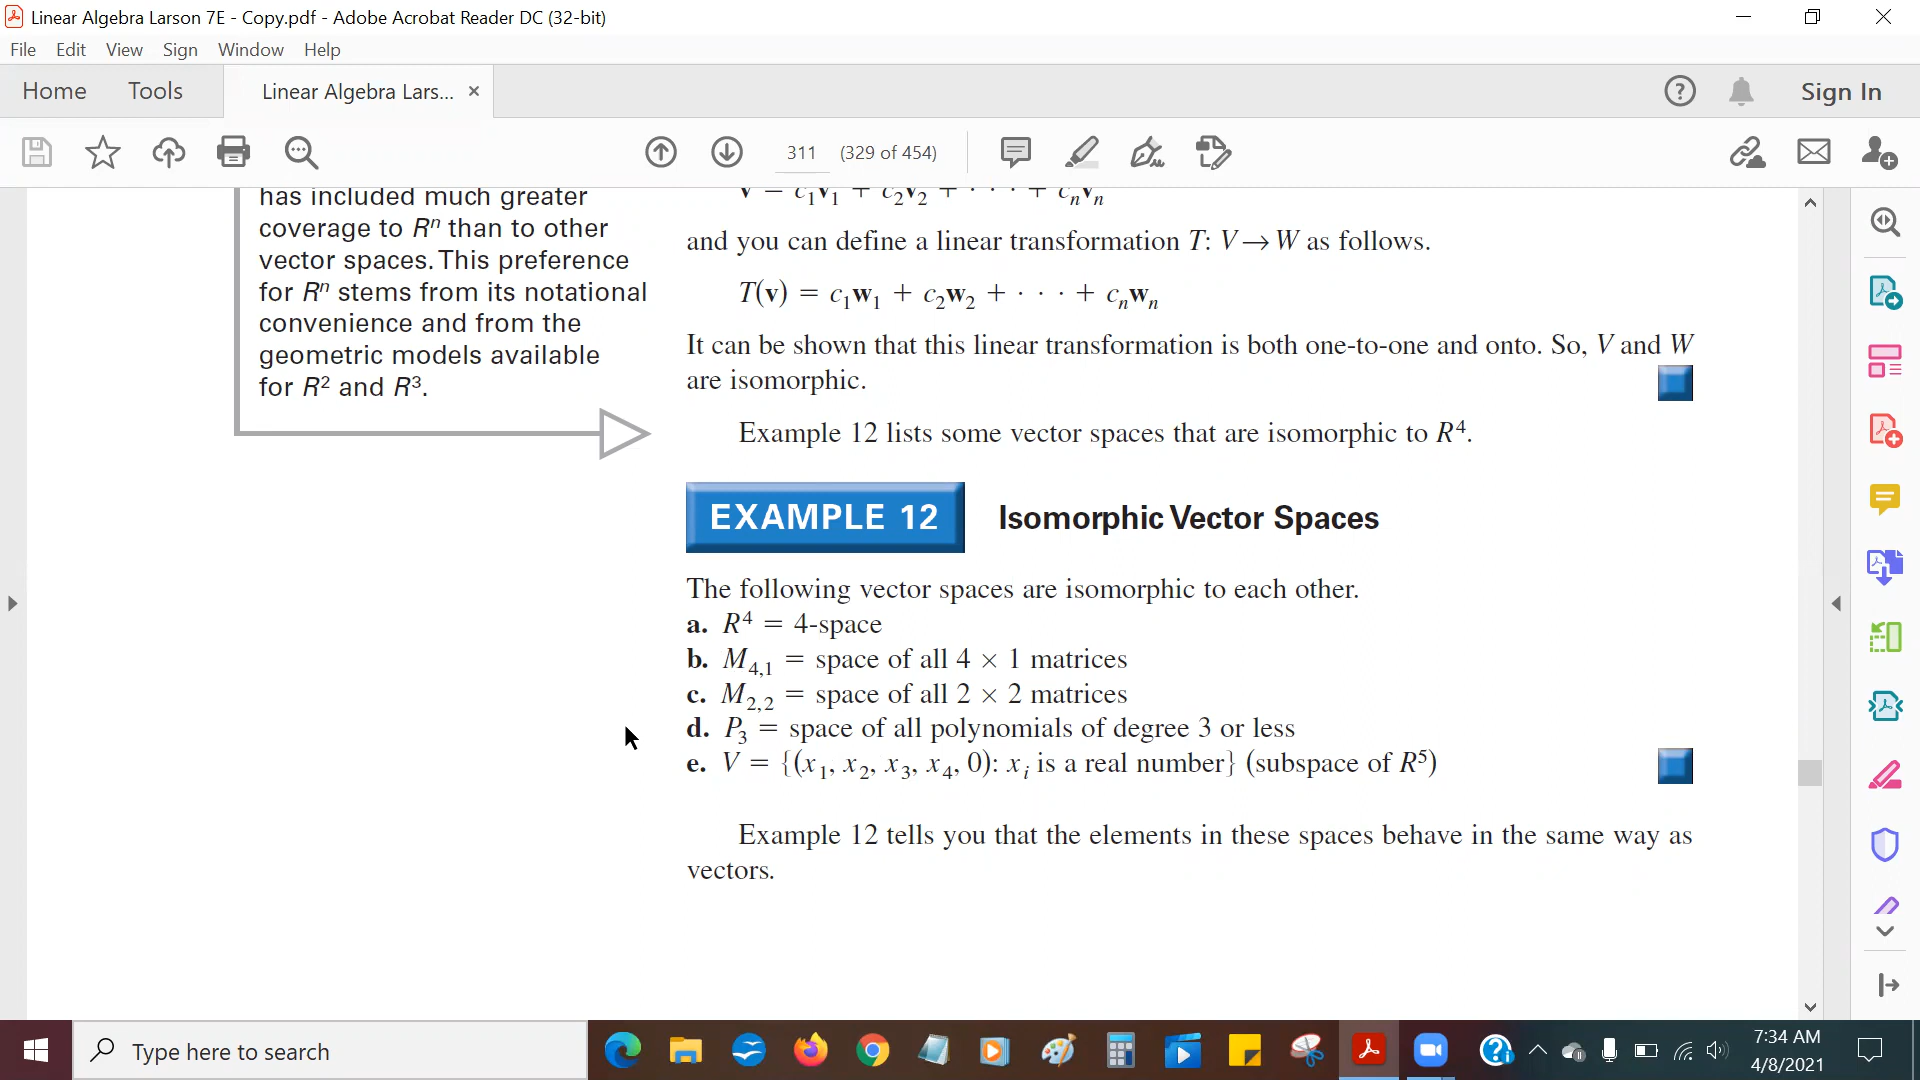 Linear Algebra Larson 7E - Copy.pdf - Adobe Acrobat Reader DC (32-bit)
File Edit View Sign Window Help
Home Tools Linear Algebra Lars... × Sign In
311 (329 of 454)
has included much greater
coverage to Rⁿ than to other
vector spaces. This preference
for Rⁿ stems from its notational
convenience and from the
geometric models available
for R² and R³.
v = c₁v₁ + c₂v₂ + · · · + cₙvₙ
and you can define a linear transformation T: V → W as follows.
T(v) = c₁w₁ + c₂w₂ + · · · + cₙwₙ
It can be shown that this linear transformation is both one-to-one and onto. So, V and W
are isomorphic.
Example 12 lists some vector spaces that are isomorphic to R⁴.
EXAMPLE 12 Isomorphic Vector Spaces
The following vector spaces are isomorphic to each other.
a. R⁴ = 4-space
b. M₄,₁ = space of all 4 × 1 matrices
c. M₂,₂ = space of all 2 × 2 matrices
d. P₃ = space of all polynomials of degree 3 or less
e. V = {(x₁, x₂, x₃, x₄, 0): xᵢ is a real number} (subspace of R⁵)
Example 12 tells you that the elements in these spaces behave in the same way as
vectors.
Type here to search
7:34 AM
4/8/2021